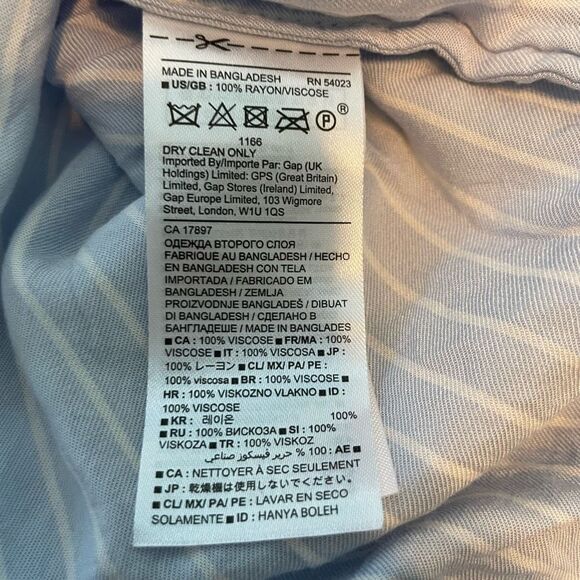 MADE IN BANGLADESH RN 54023
■ US/GB : 100% RAYON/VISCOSE
P ®
1166
DRY CLEAN ONLY
Imported By/Importe Par: Gap (UK
Holdings) Limited: GPS (Great Britain)
Limited, Gap Stores (Ireland) Limited,
Gap Europe Limited, 103 Wigmore
Street, London. W1U 1QS
CA 17897
ОДЕЖДА ВТОРОГО СЛОЯ
FABRIQUE AU BANGLADESH / HECHO
EN BANGLADESH CON TELA
IMPORTADA / FABRICADO EM
BANGLADESH / ZEMLJA
PROIZVODNJE BANGLADEŠ / DIBUAT
DI BANGLADESH / СДЕЛАНО В
БАНГЛАДЕШЕ / MADE IN BANGLADES
■ CA : 100% VISCOSE ■ FR/MA : 100%
VISCOSE ■ IT : 100% VISCOSA ■ JP :
100% レーヨン ■ CL/ MX/ PA/ PE :
100% viscosa ■ BR : 100% VISCOSE ■
HR : 100% VISKOZNO VLAKNO ■ ID :
100% VISCOSE
■ KR : 레이온 100%
■ RU : 100% ВИСКОЗА ■ SI : 100%
VISKOZA ■ TR : 100% VISKOZ
■ AE : 100 % حرير فيسكوز صناعي
■ CA : NETTOYER À SEC SEULEMENT
■ JP : 乾燥機は使用しないでください。■
CL/ MX/ PA/ PE : LAVAR EN SECO
SOLAMENTE ■ ID : HANYA BOLEH